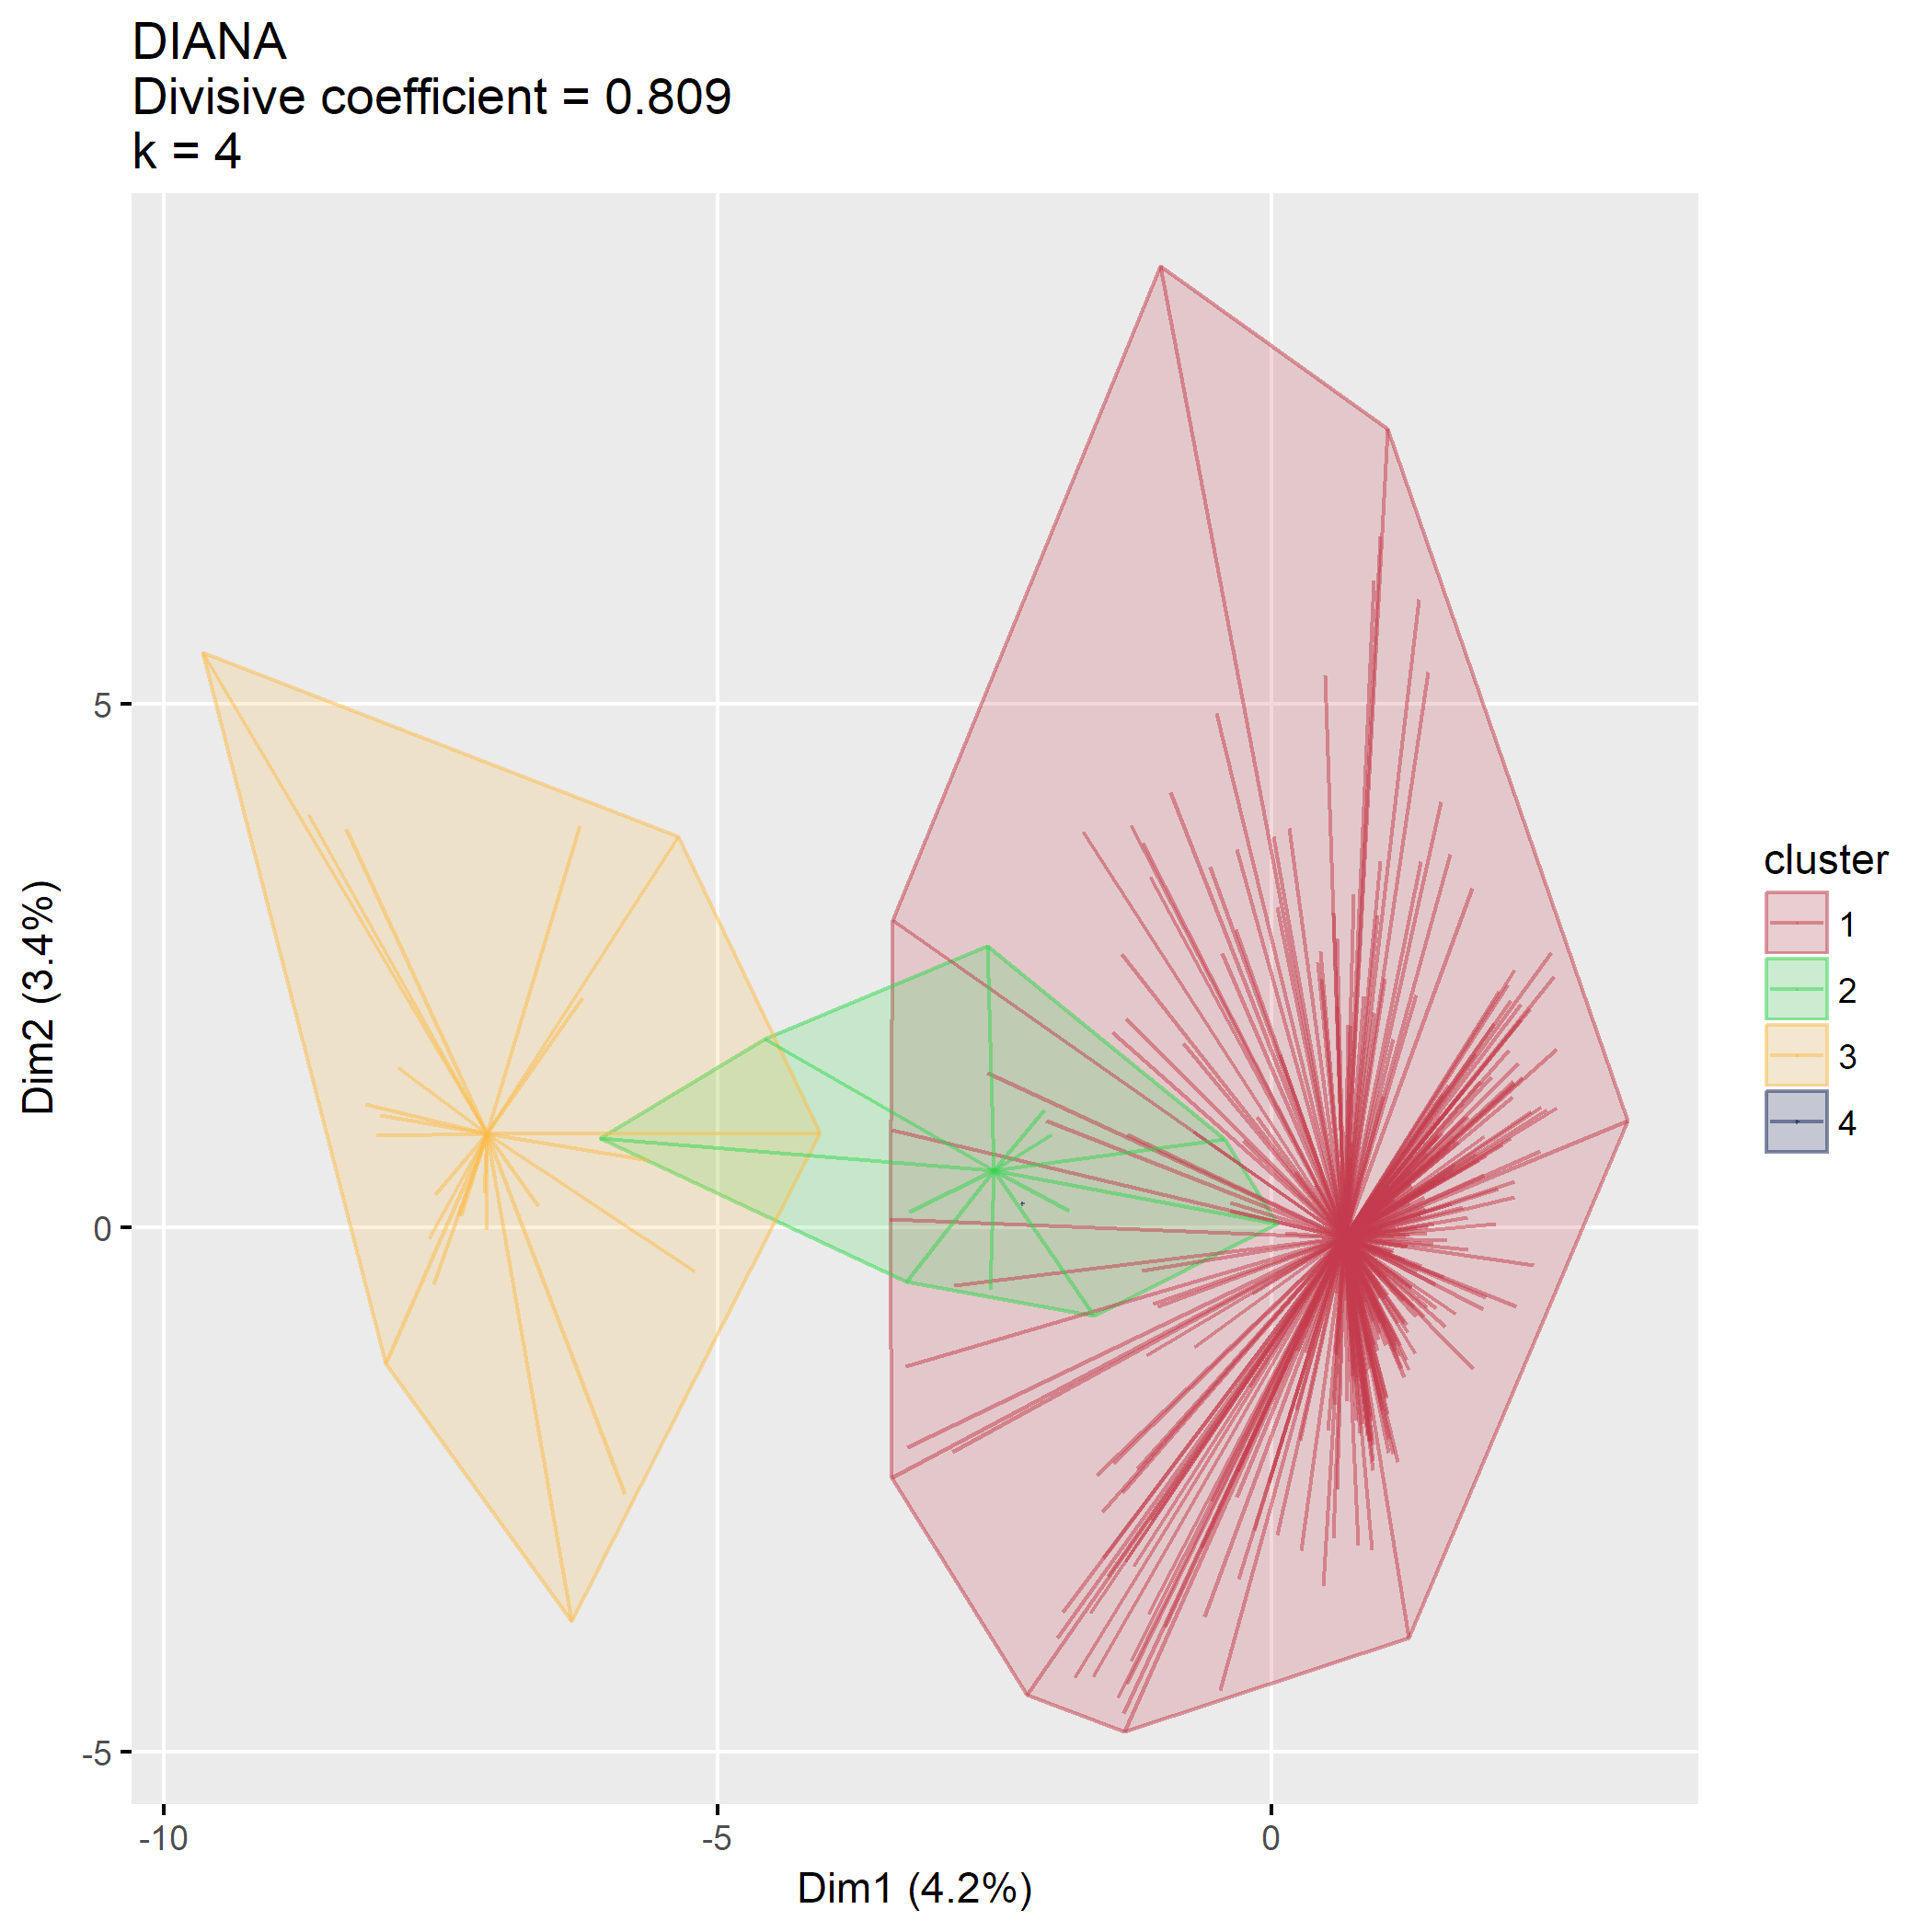 DIANA
Divisive coefficient = 0.809
k = 4
Dim2 (3.4%)
5
0
-5
-10
-5
0
Dim1 (4.2%)
cluster
1
2
3
4